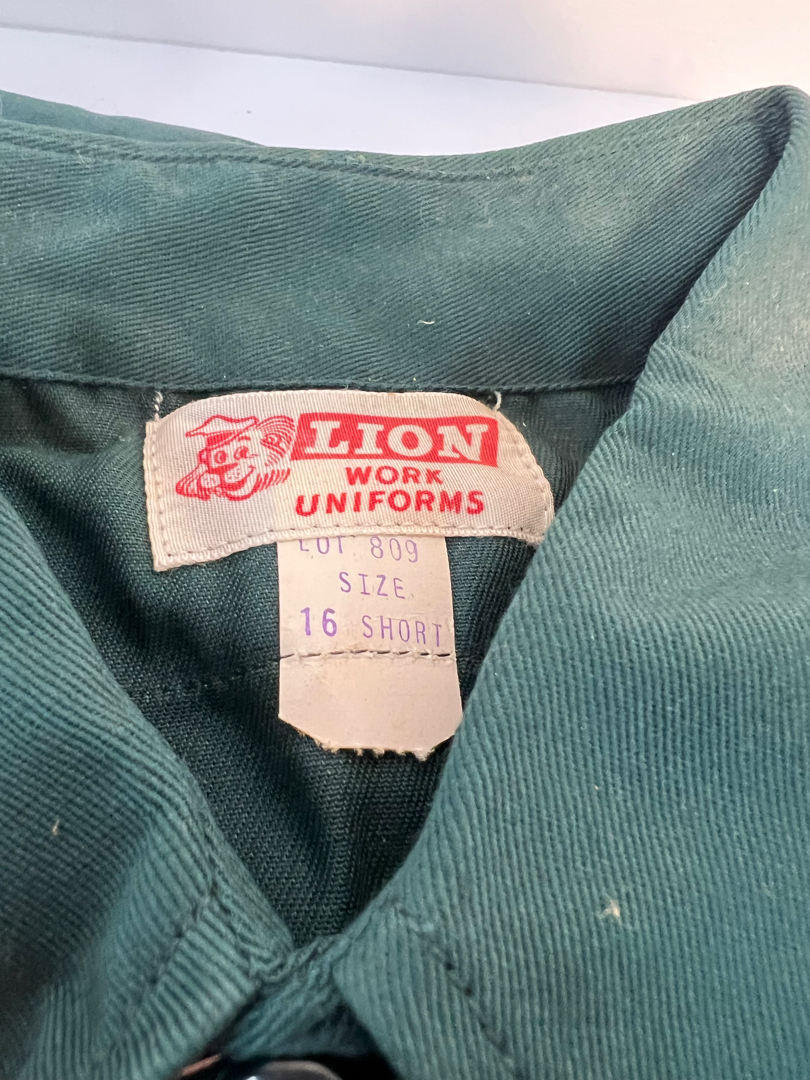 LION
WORK
UNIFORMS
LOT 809
SIZE
16 SHORT